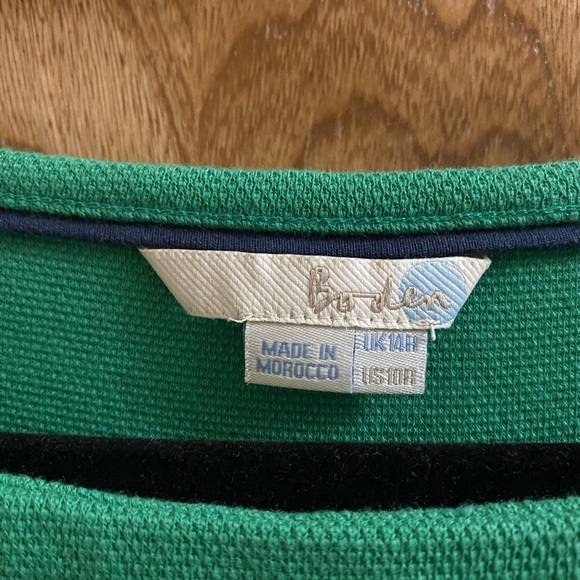 Boden
MADE IN
MOROCCO
UK14R
US10R